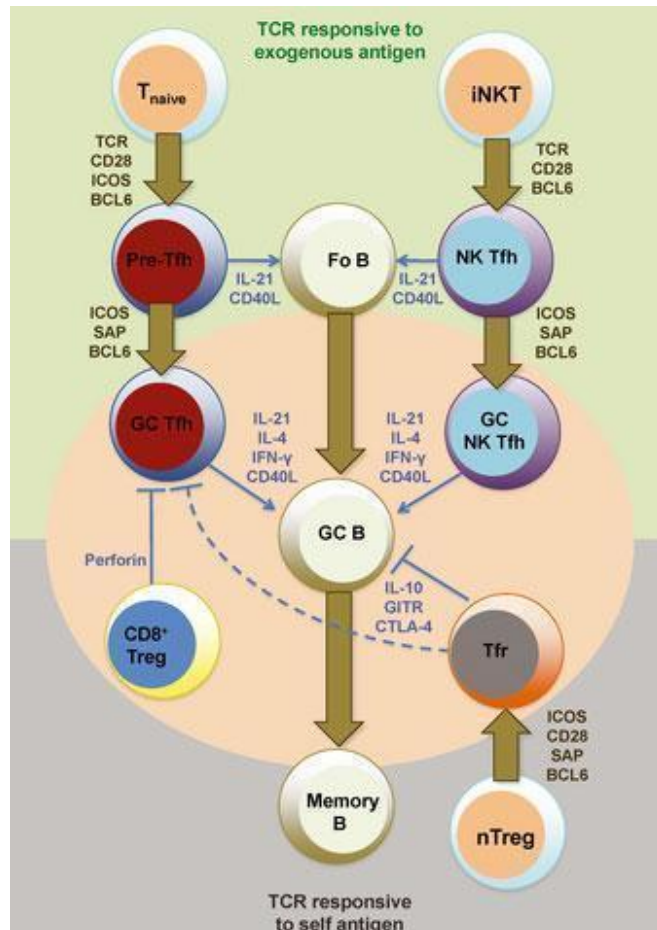 TCR responsive to
exogenous antigen
Tnaive
iNKT
TCR
CD28
ICOS
BCL6
TCR
CD28
BCL6
Pre-Tfh
Fo B
NK Tfh
IL-21
CD40L
IL-21
CD40L
ICOS
SAP
BCL6
ICOS
SAP
BCL6
GC Tfh
GC
NK Tfh
IL-21
IL-4
IFN-γ
CD40L
IL-21
IL-4
IFN-γ
CD40L
GC B
Perforin
IL-10
GITR
CTLA-4
CD8+
Treg
Tfr
ICOS
CD28
SAP
BCL6
Memory
B
nTreg
TCR responsive
to self antigen